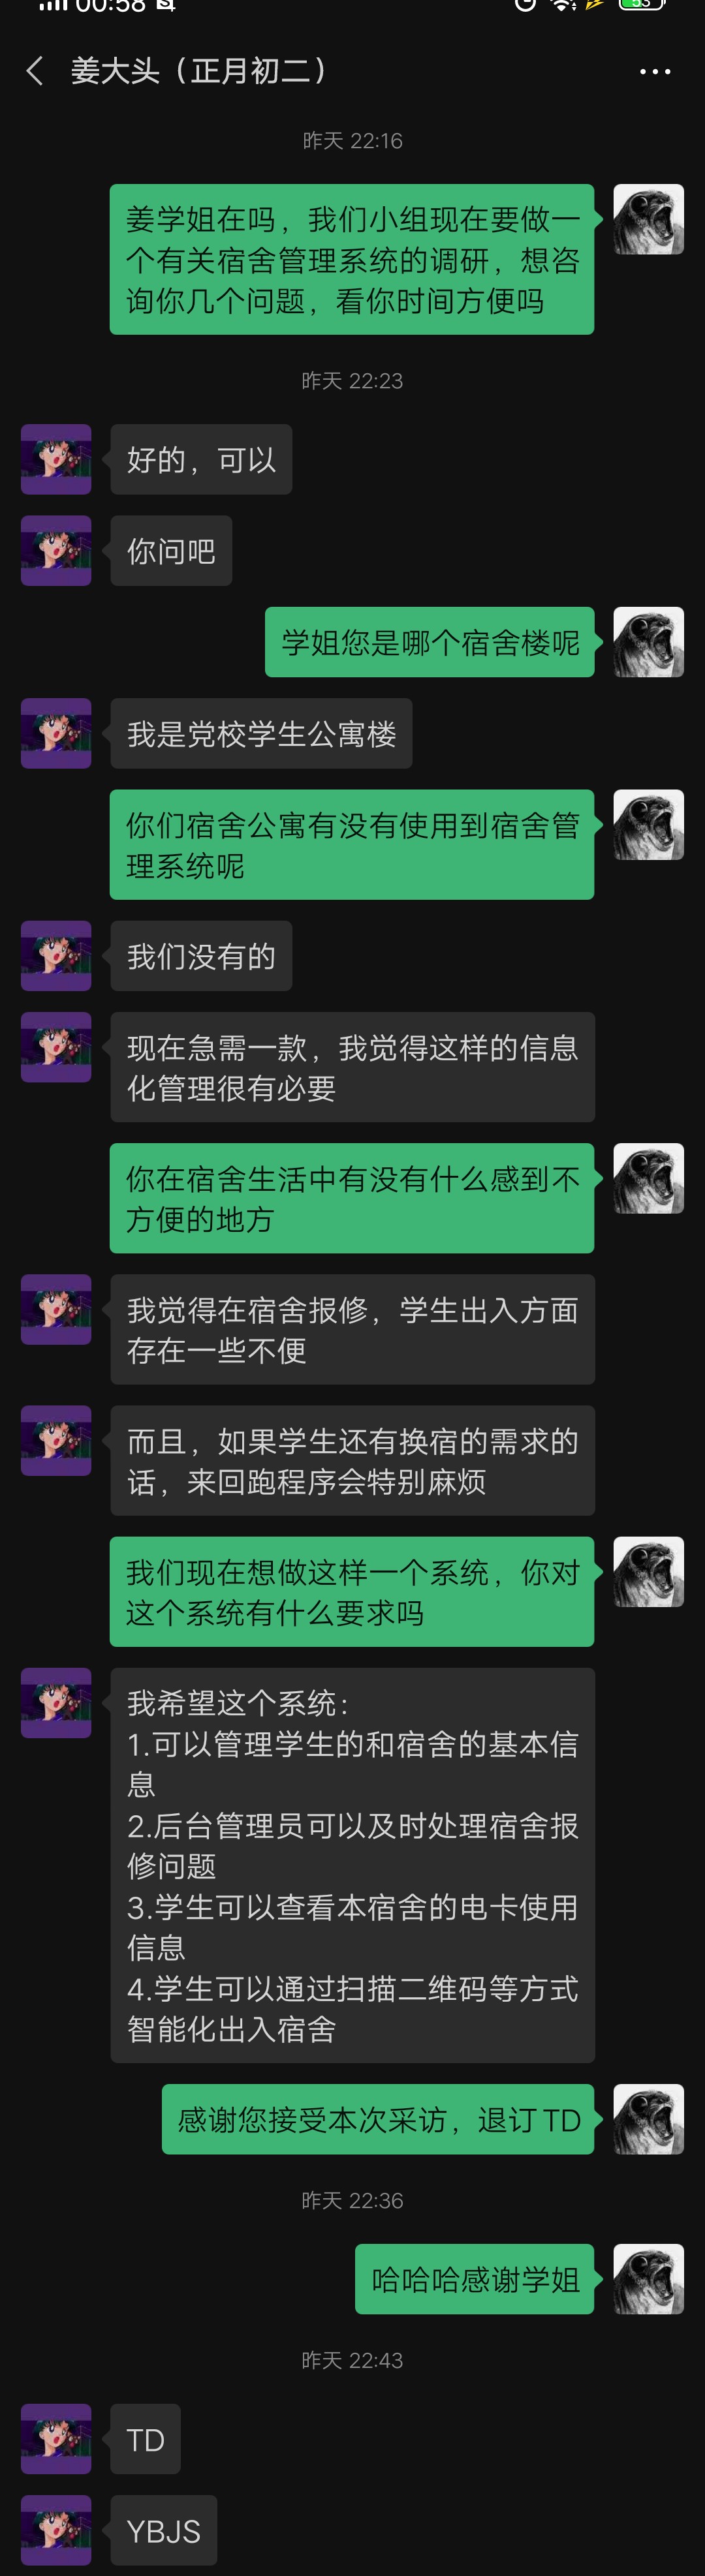 00:58
53
姜大头（正月初二）
昨天 22:16
姜学姐在吗，我们小组现在要做一
个有关宿舍管理系统的调研，想咨
询你几个问题，看你时间方便吗
昨天 22:23
好的，可以
你问吧
学姐您是哪个宿舍楼呢
我是党校学生公寓楼
你们宿舍公寓有没有使用到宿舍管
理系统呢
我们没有的
现在急需一款，我觉得这样的信息
化管理很有必要
你在宿舍生活中有没有什么感到不
方便的地方
我觉得在宿舍报修，学生出入方面
存在一些不便
而且，如果学生还有换宿的需求的
话，来回跑程序会特别麻烦
我们现在想做这样一个系统，你对
这个系统有什么要求吗
我希望这个系统：
1.可以管理学生的和宿舍的基本信
息
2.后台管理员可以及时处理宿舍报
修问题
3.学生可以查看本宿舍的电卡使用
信息
4.学生可以通过扫描二维码等方式
智能化出入宿舍
感谢您接受本次采访，退订TD
昨天 22:36
哈哈哈感谢学姐
昨天 22:43
TD
YBJS